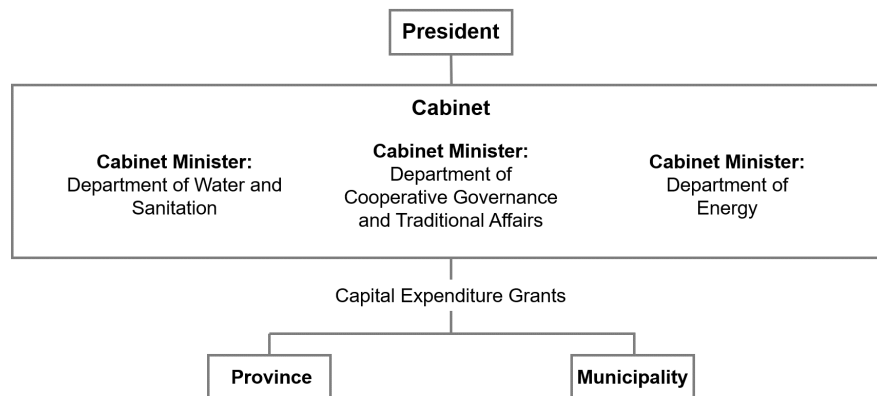 President
Cabinet
Cabinet Minister:
Department of Water and
Sanitation
Cabinet Minister:
Department of
Cooperative Governance
and Traditional Affairs
Cabinet Minister:
Department of
Energy
Capital Expenditure Grants
Province
Municipality